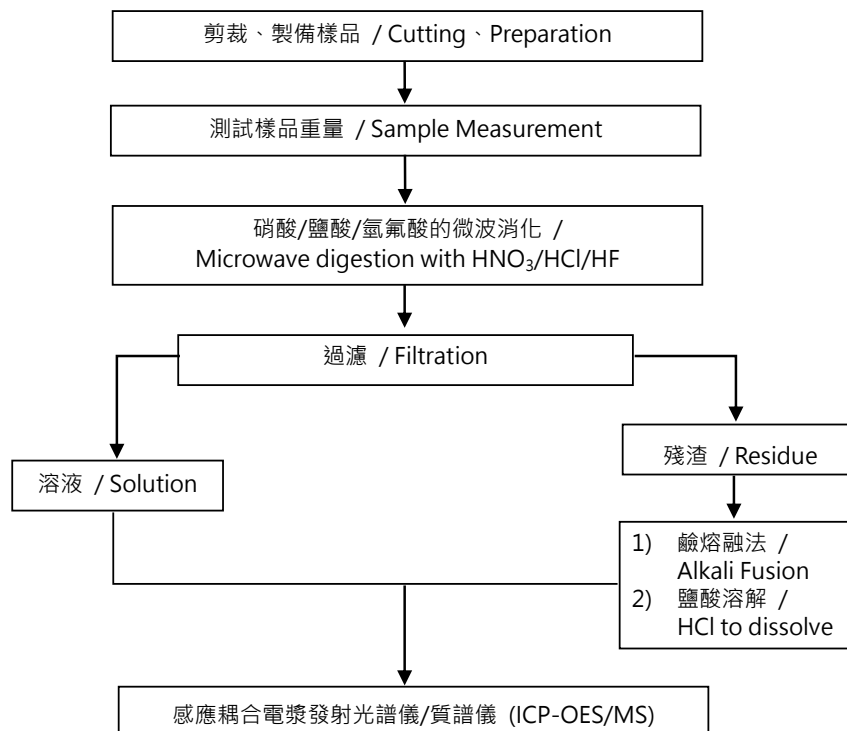 剪裁、製備樣品 / Cutting、Preparation
測試樣品重量 / Sample Measurement
硝酸/鹽酸/氫氟酸的微波消化 /
Microwave digestion with HNO₃/HCl/HF
過濾 / Filtration
溶液 / Solution
殘渣 / Residue
1) 鹼熔融法 /
Alkali Fusion
2) 鹽酸溶解 /
HCl to dissolve
感應耦合電漿發射光譜儀/質譜儀 (ICP-OES/MS)